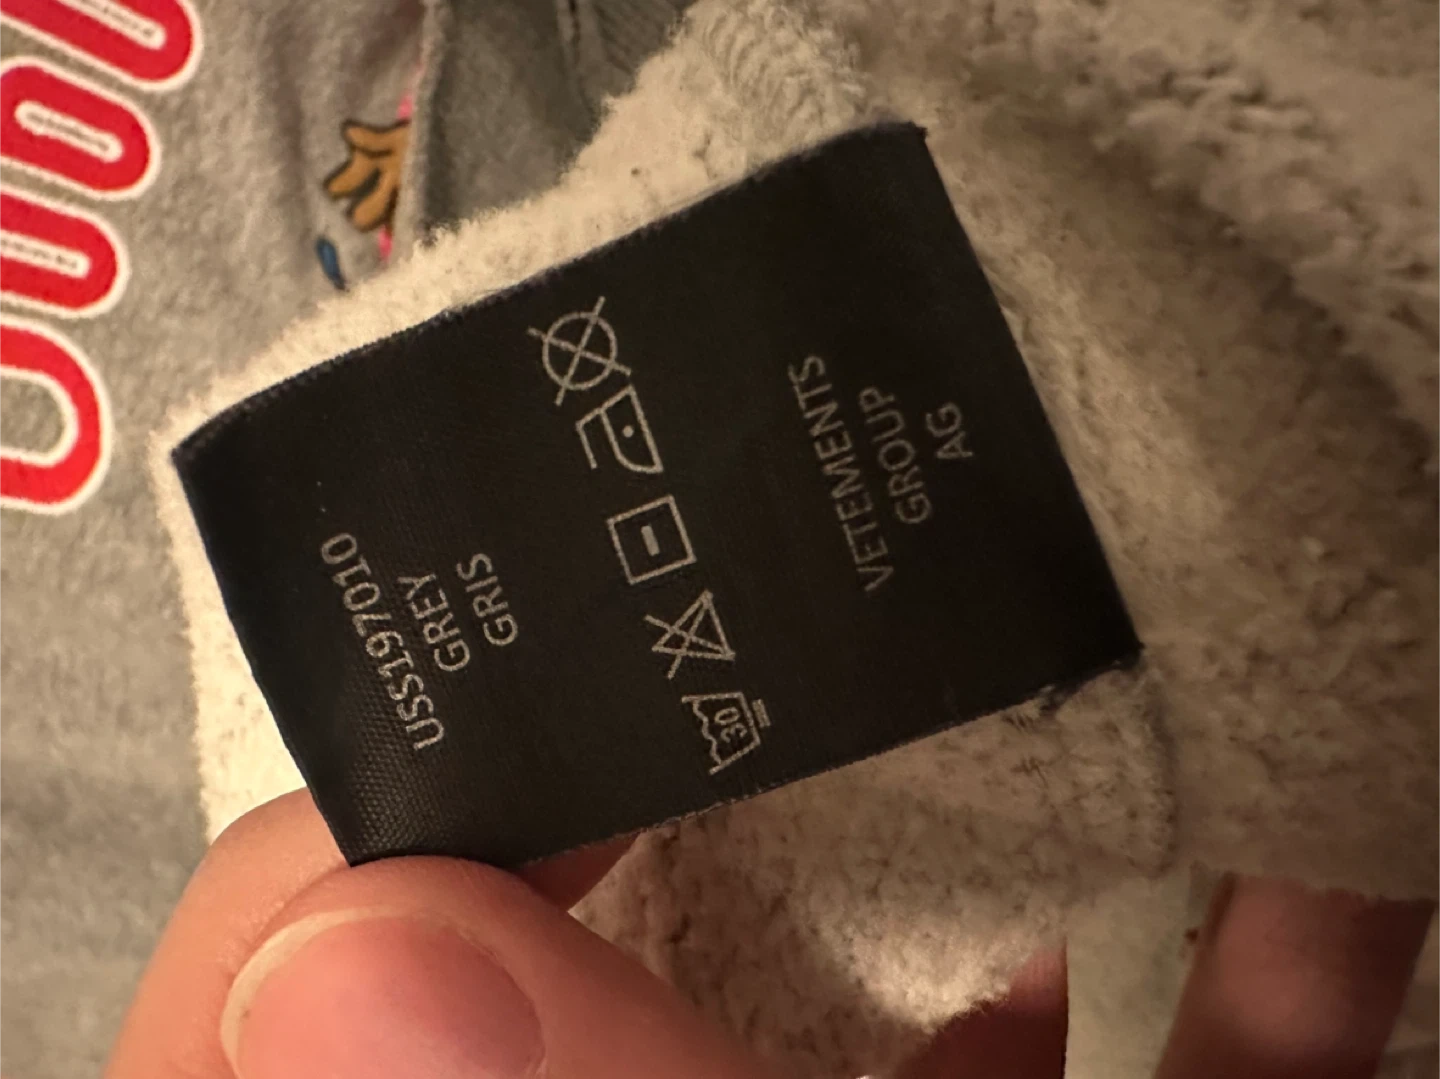 USS197010
GREY
GRIS
30
VETEMENTS
GROUP
AG